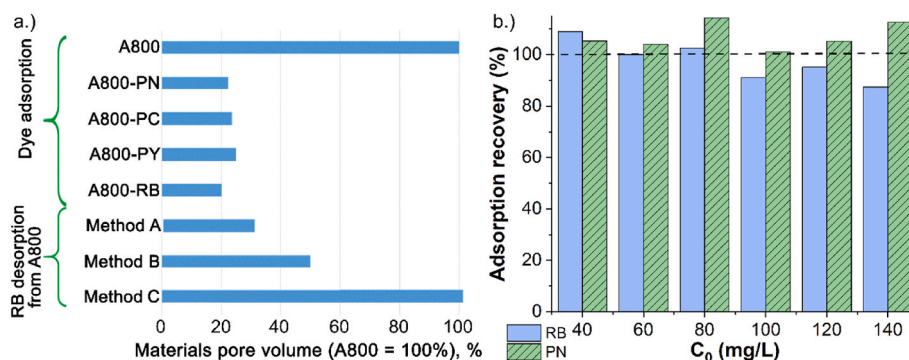 a.)
Dye adsorption
RB desorption
from A800
A800
A800-PN
A800-PC
A800-PY
A800-RB
Method A
Method B
Method C
0 20 40 60 80 100
Materials pore volume (A800 = 100%), %
b.)
Adsorption recovery (%)
120
100
80
60
40
20
0
40 60 80 100 120 140
C0 (mg/L)
RB
PN